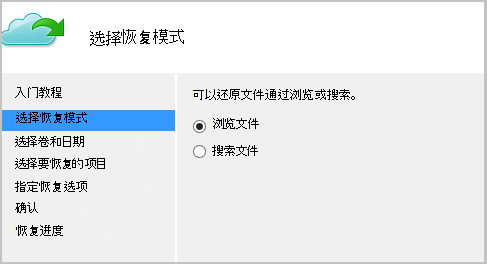 选择恢复模式
入门教程
选择恢复模式
选择卷和日期
选择要恢复的项目
指定恢复选项
确认
恢复进度
可以还原文件通过浏览或搜索。
浏览文件
搜索文件